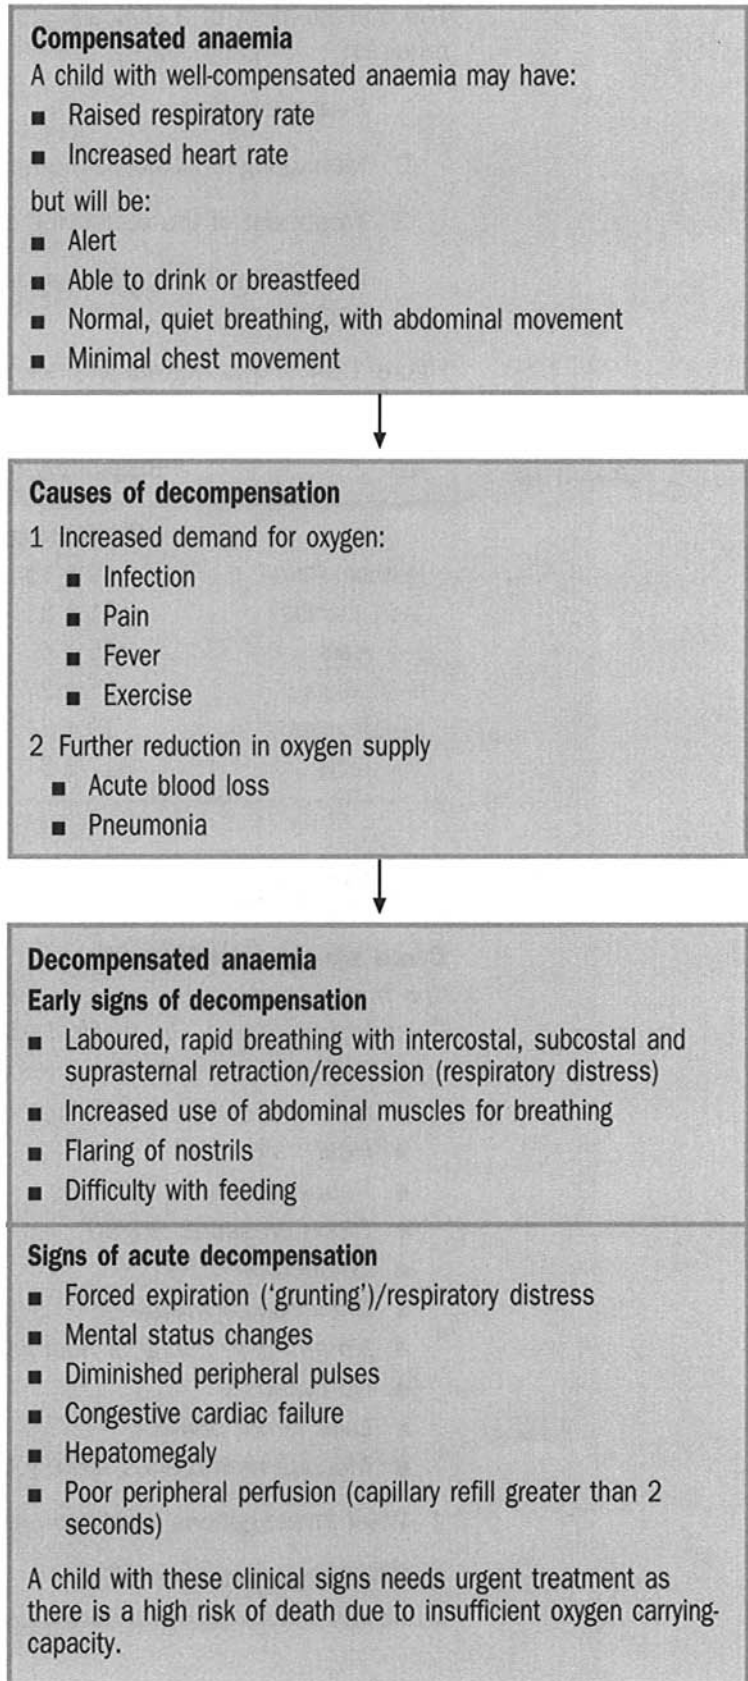 Compensated anaemia
A child with well-compensated anaemia may have:
■ Raised respiratory rate
■ Increased heart rate
but will be:
■ Alert
■ Able to drink or breastfeed
■ Normal, quiet breathing, with abdominal movement
■ Minimal chest movement
Causes of decompensation
1 Increased demand for oxygen:
■ Infection
■ Pain
■ Fever
■ Exercise
2 Further reduction in oxygen supply
■ Acute blood loss
■ Pneumonia
Decompensated anaemia
Early signs of decompensation
■ Laboured, rapid breathing with intercostal, subcostal and
suprasternal retraction/recession (respiratory distress)
■ Increased use of abdominal muscles for breathing
■ Flaring of nostrils
■ Difficulty with feeding
Signs of acute decompensation
■ Forced expiration (‘grunting’)/respiratory distress
■ Mental status changes
■ Diminished peripheral pulses
■ Congestive cardiac failure
■ Hepatomegaly
■ Poor peripheral perfusion (capillary refill greater than 2
seconds)
A child with these clinical signs needs urgent treatment as
there is a high risk of death due to insufficient oxygen carrying-
capacity.